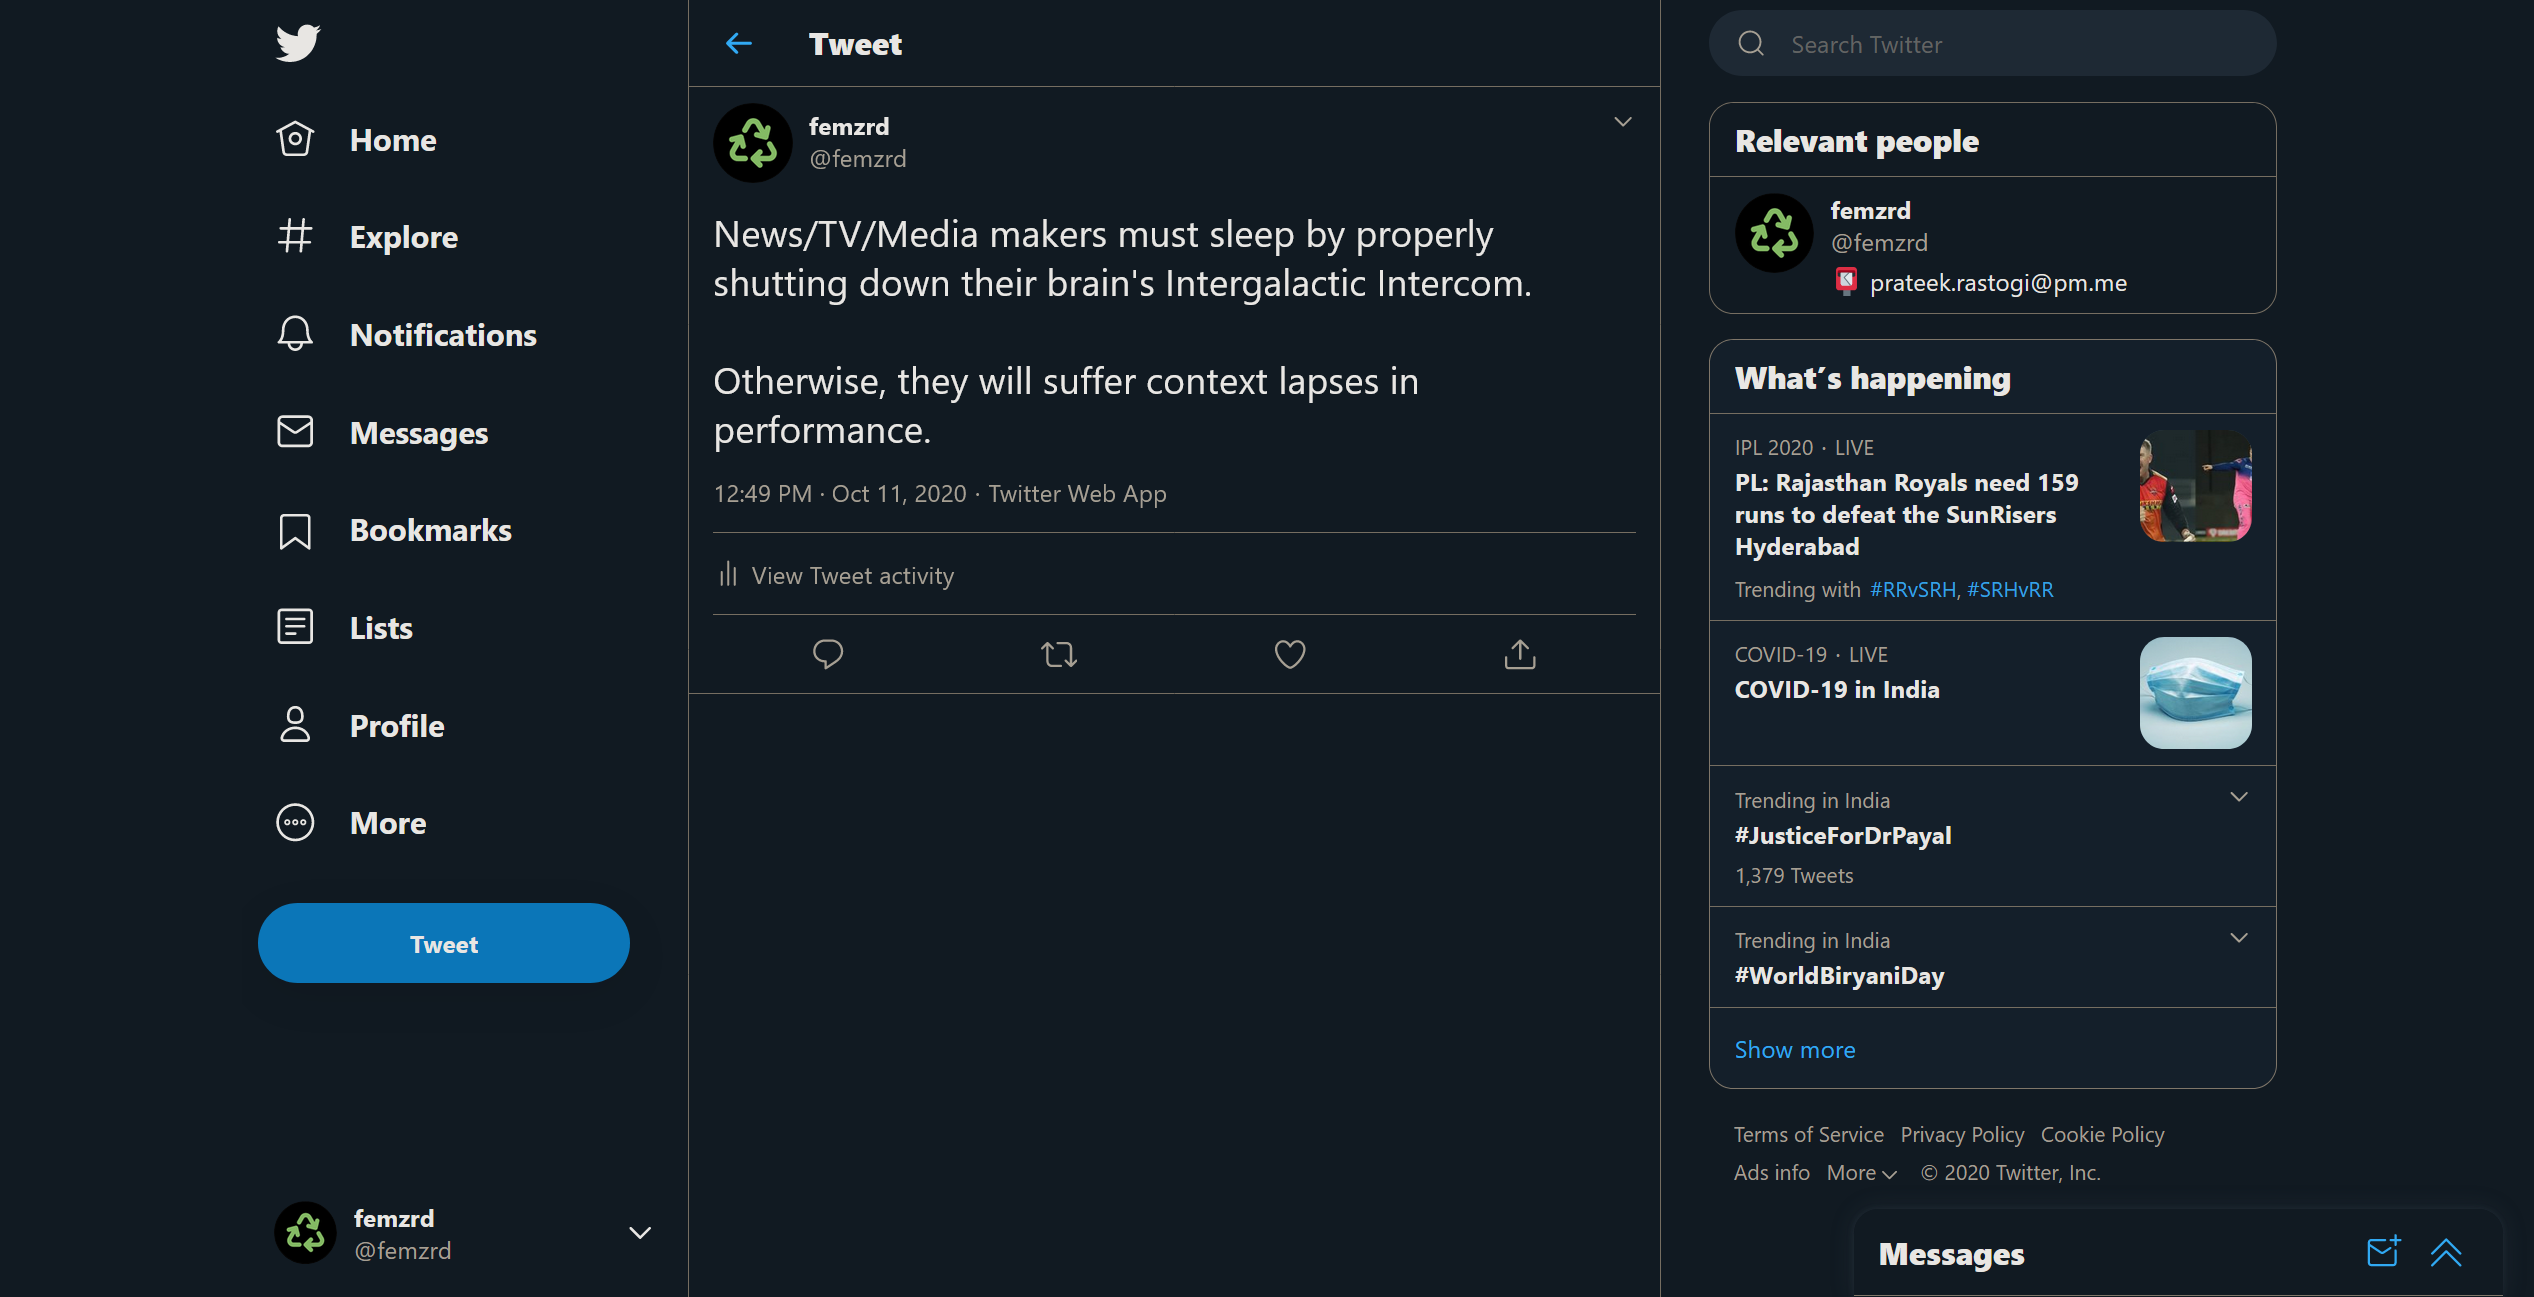 Home
Explore
Notifications
Messages
Bookmarks
Lists
Profile
More
Tweet
femzrd
@femzrd
Tweet
femzrd
@femzrd
News/TV/Media makers must sleep by properly
shutting down their brain's Intergalactic Intercom.
Otherwise, they will suffer context lapses in
performance.
12:49 PM · Oct 11, 2020 · Twitter Web App
View Tweet activity
Search Twitter
Relevant people
femzrd
@femzrd
prateek.rastogi@pm.me
What's happening
IPL 2020 · LIVE
PL: Rajasthan Royals need 159
runs to defeat the SunRisers
Hyderabad
Trending with #RRvSRH, #SRHvRR
COVID-19 · LIVE
COVID-19 in India
Trending in India
#JusticeForDrPayal
1,379 Tweets
Trending in India
#WorldBiryaniDay
Show more
Terms of Service Privacy Policy Cookie Policy
Ads info More © 2020 Twitter, Inc.
Messages